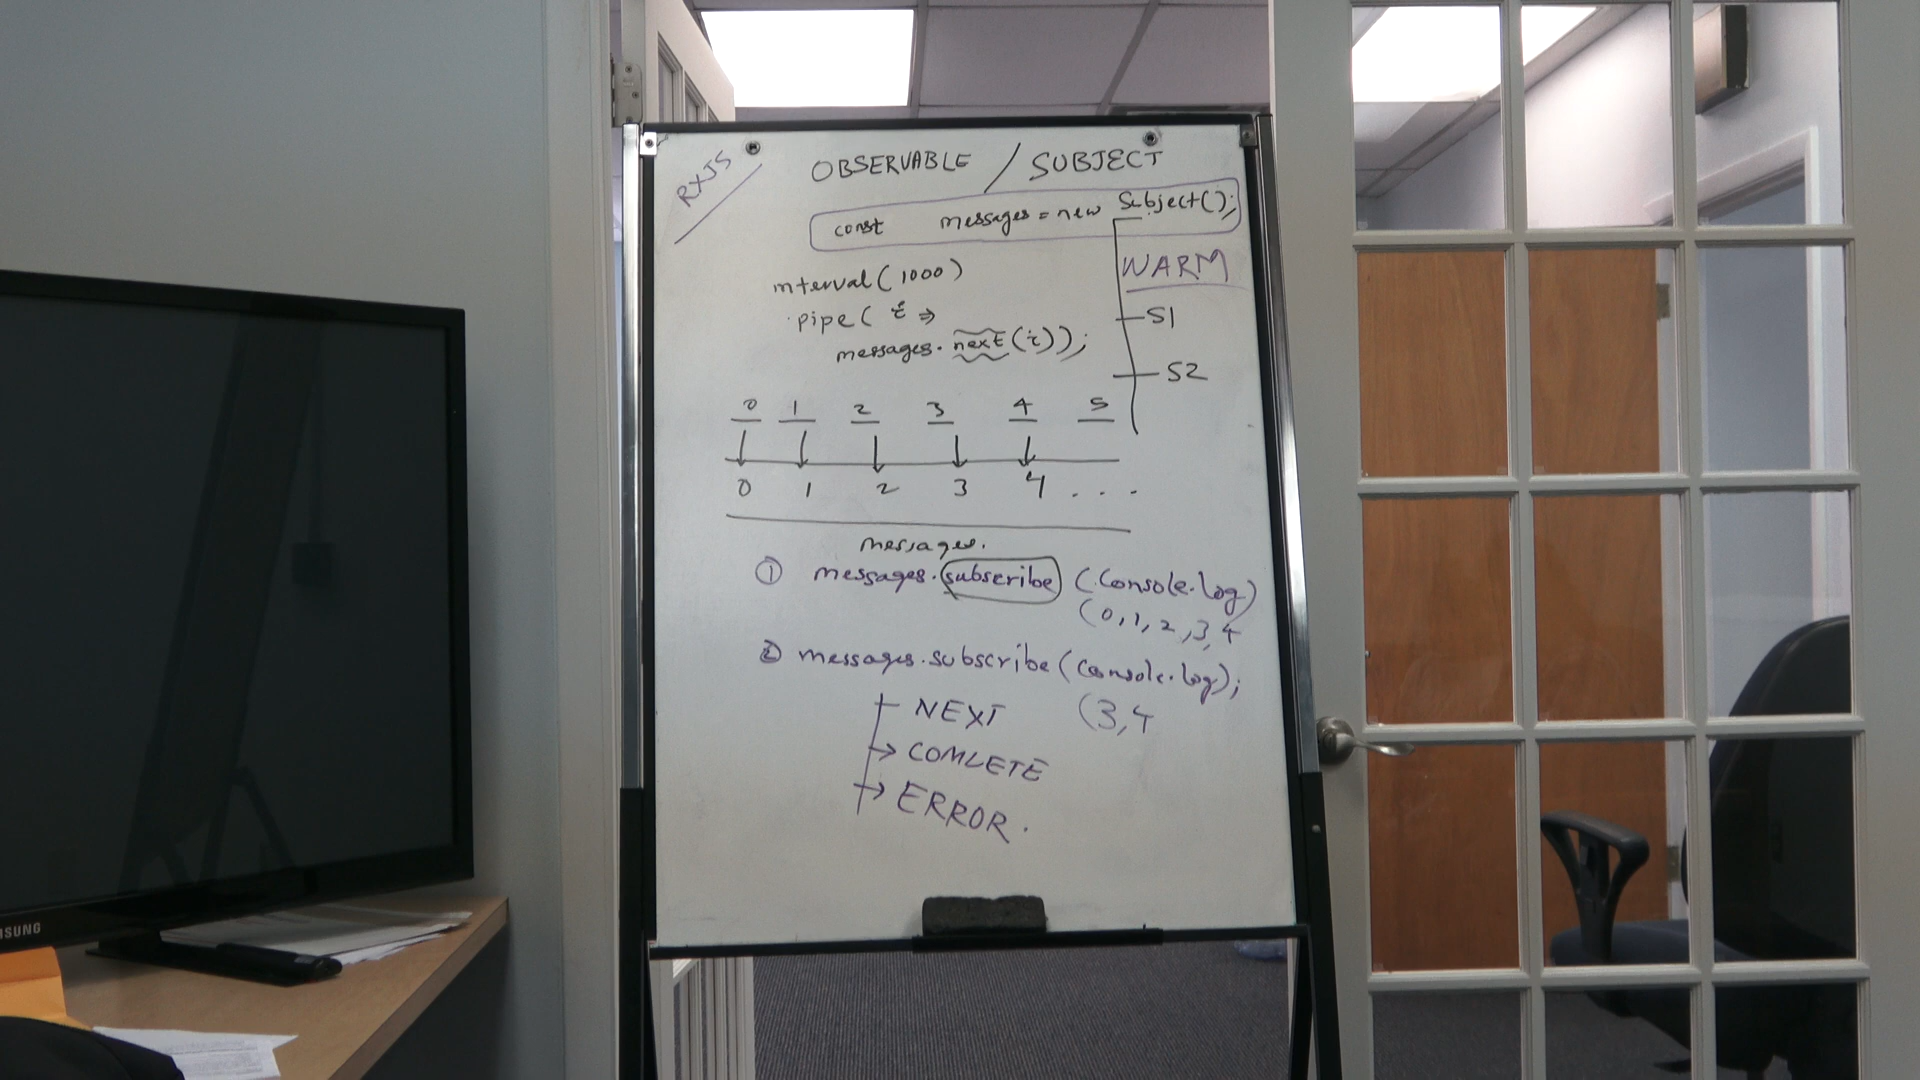 RXJS
OBSERVABLE / SUBJECT
const messages = new Subject();
WARM
interval(1000)
.pipe( i ⇒
messages.next(i));
S1
S2
0 1 2 3 4 5
0 1 2 3 4 . . .
messages.
① messages.subscribe (Console.log)
(0,1,2,3,4
② messages.subscribe(Console.log);
NEXT (3,4
→ COMLETE
→ ERROR.
SUNG